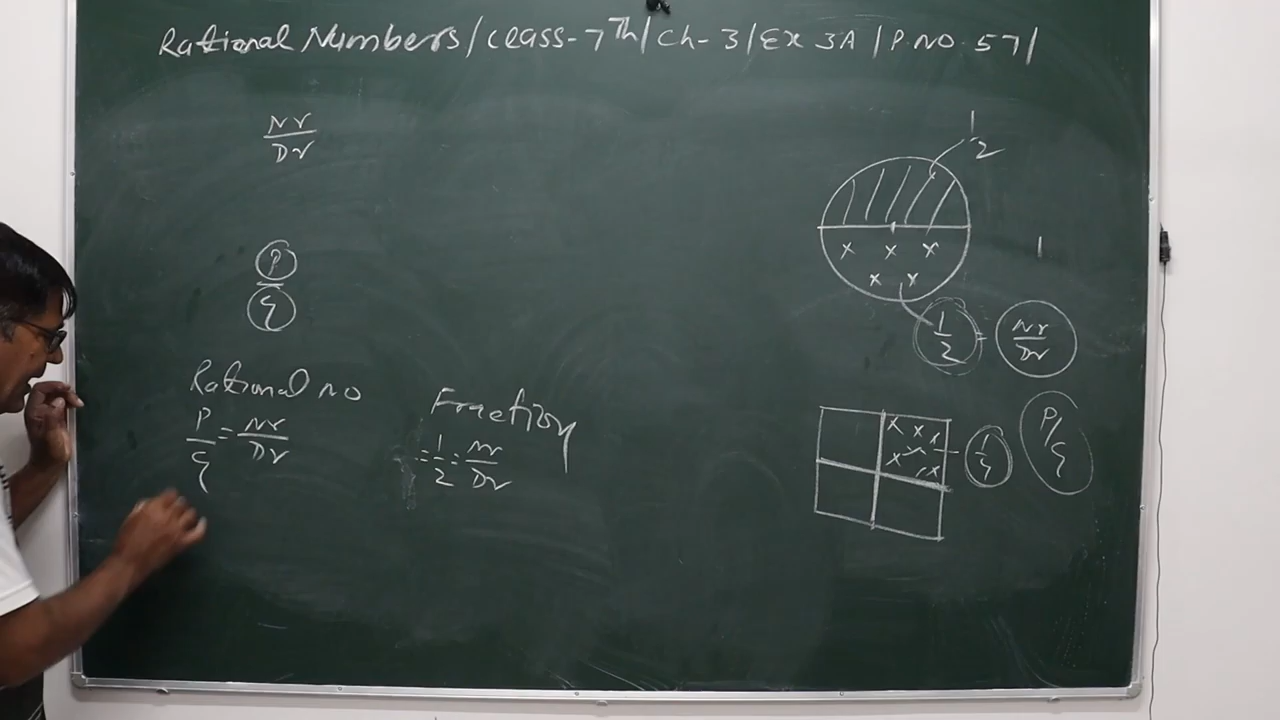 Rational Numbers/Class-7Th/Ch-3/Ex 3A/P.NO.57/
Nr
Dr
1
2
P
q
1
1
2
=
Nr
Dr
Rational no
P/q = Nr/Dr
Fraction
= 1/2 = Nr/Dr
x x x
x x
x x x
x x x
1
4
P/q